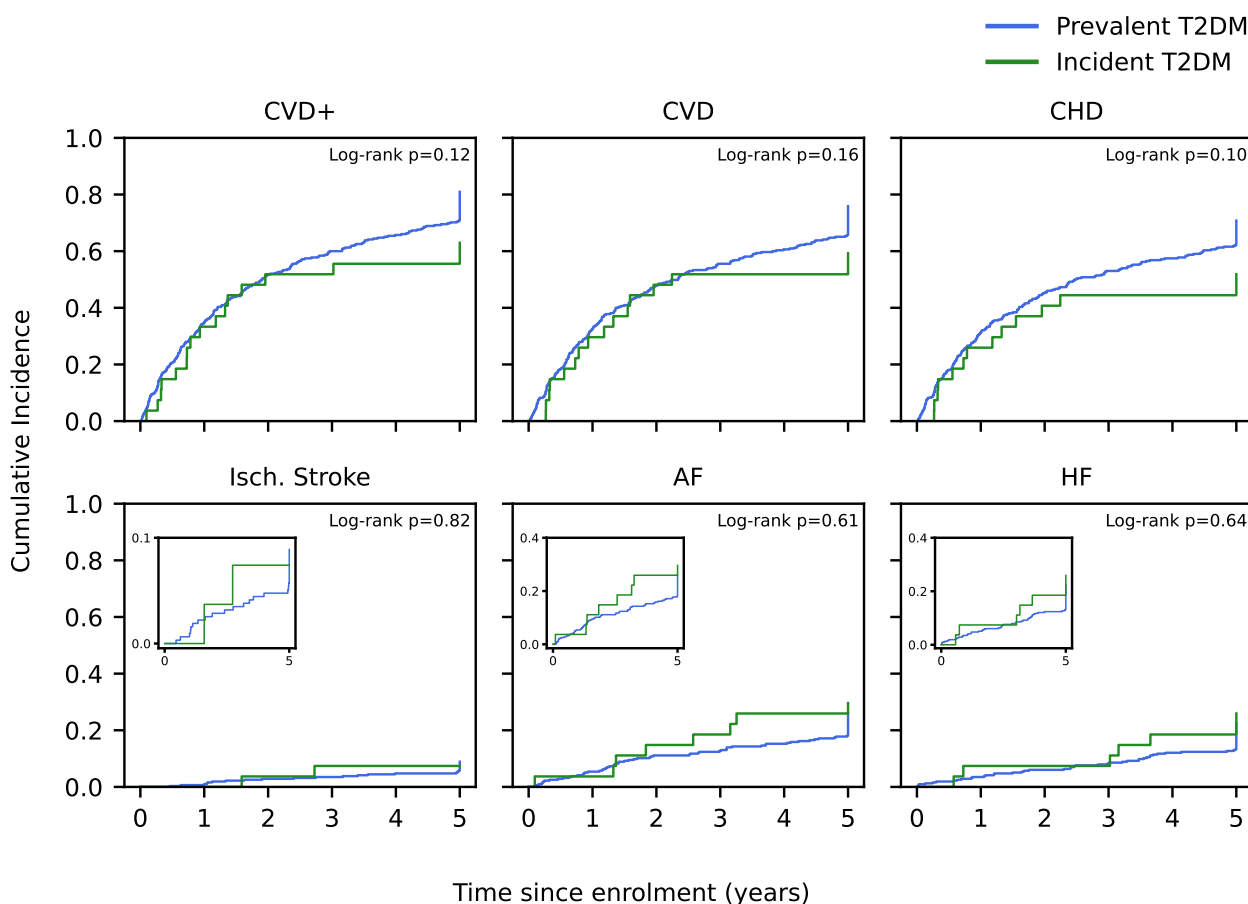 Prevalent T2DM
Incident T2DM
CVD+
CVD
CHD
Log-rank p=0.12
Log-rank p=0.16
Log-rank p=0.10
1.0
0.8
0.6
0.4
0.2
0.0
0 1 2 3 4 5
0 1 2 3 4 5
0 1 2 3 4 5
Cumulative Incidence
Isch. Stroke
AF
HF
Log-rank p=0.82
Log-rank p=0.61
Log-rank p=0.64
1.0
0.8
0.6
0.4
0.2
0.0
0.1
0.0
0 5
0.4
0.2
0.0
0 5
0.4
0.2
0.0
0 5
Time since enrolment (years)